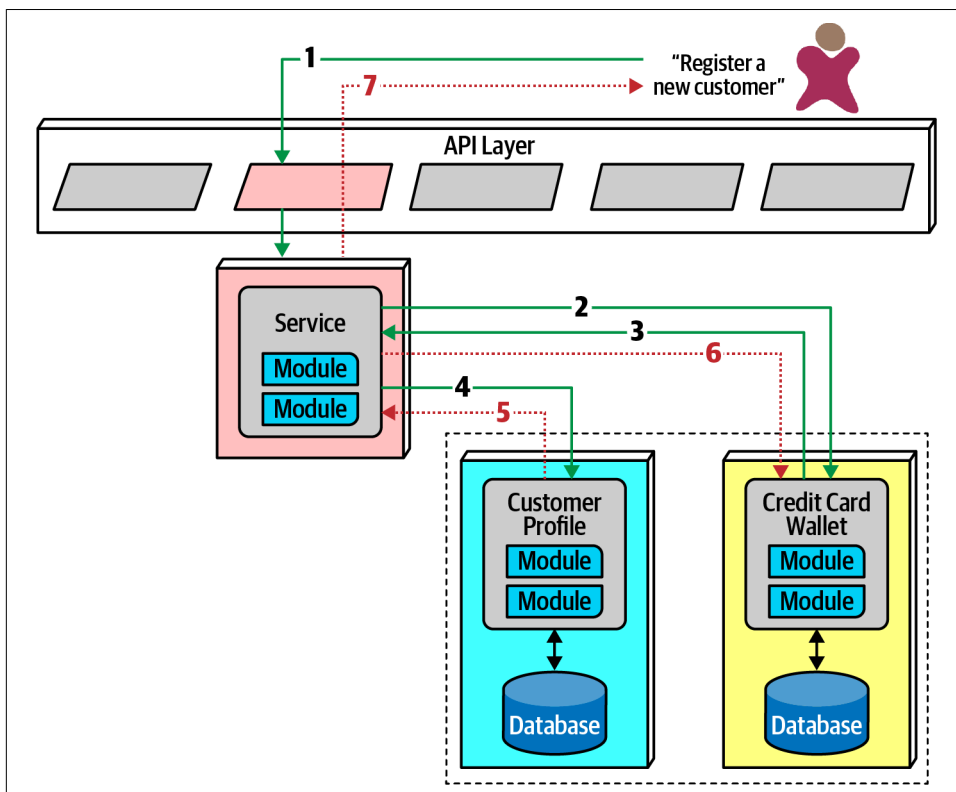 1
7
“Register a
new customer”
API Layer
Service
Module
Module
2
3
6
4
5
Customer
Profile
Module
Module
Database
Credit Card
Wallet
Module
Module
Database